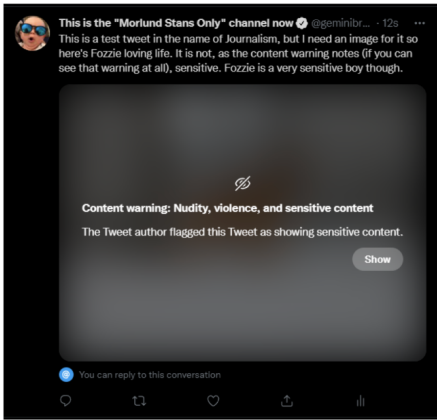 This is the "Morlund Stans Only" channel now @geminibr... · 12s
This is a test tweet in the name of Journalism, but I need an image for it so
here's Fozzie loving life. It is not, as the content warning notes (if you can
see that warning at all), sensitive. Fozzie is a very sensitive boy though.
Content warning: Nudity, violence, and sensitive content
The Tweet author flagged this Tweet as showing sensitive content.
Show
@ You can reply to this conversation